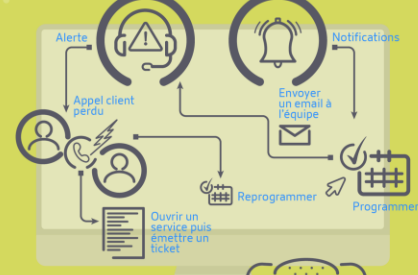 Alerte
Notifications
Appel client
perdu
Envoyer
un email à
l'équipe
Reprogrammer
Programmer
Ouvrir un
service puis
émettre un
ticket